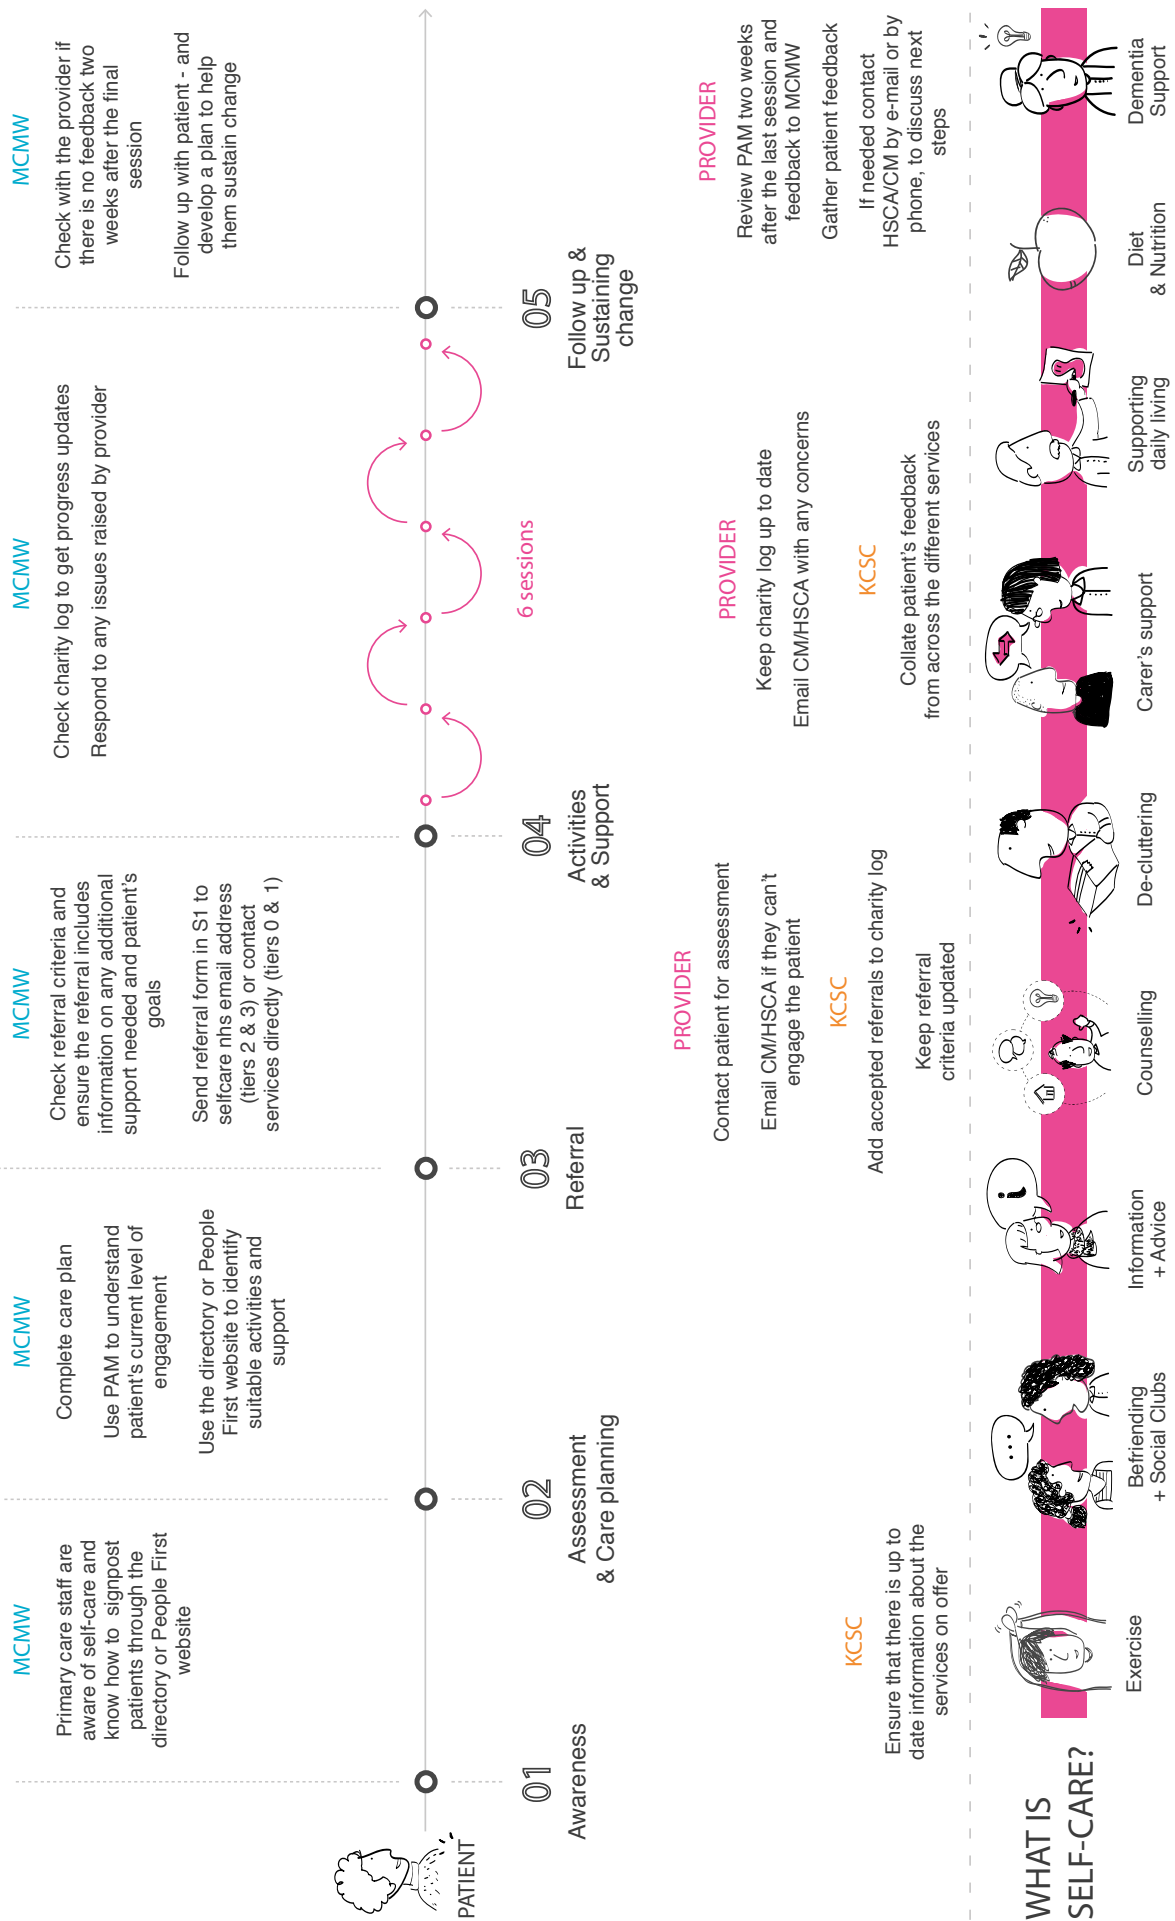 MCMW
Primary care staff are
aware of self-care and
know how to signpost
patients through the
directory or People First
website
MCMW
Complete care plan
Use PAM to understand
patient's current level of
engagement
Use the directory or People
First website to identify
suitable activities and
support
MCMW
Check referral criteria and
ensure the referral includes
information on any additional
support needed and patient's
goals
Send referral form in S1 to
selfcare nhs email address
(tiers 2 & 3) or contact
services directly (tiers 0 & 1)
MCMW
Check charity log to get progress updates
Respond to any issues raised by provider
MCMW
Check with the provider if
there is no feedback two
weeks after the final
session
Follow up with patient - and
develop a plan to help
them sustain change
PATIENT
01
Awareness
02
Assessment
& Care planning
03
Referral
04
Activities
& Support
6 sessions
05
Follow up &
Sustaining
change
KCSC
Ensure that there is up to
date information about the
services on offer
PROVIDER
Contact patient for assessment
Email CM/HSCA if they can't
engage the patient
KCSC
Add accepted referrals to charity log
Keep referral
criteria updated
PROVIDER
Keep charity log up to date
Email CM/HSCA with any concerns
KCSC
Collate patient's feedback
from across the different services
PROVIDER
Review PAM two weeks
after the last session and
feedback to MCMW
Gather patient feedback
If needed contact
HSCA/CM by e-mail or by
phone, to discuss next
steps
WHAT IS
SELF-CARE?
Exercise
Befriending
+ Social Clubs
i
Information
+ Advice
Counselling
De-cluttering
Carer's support
Supporting
daily living
Diet
& Nutrition
Dementia
Support